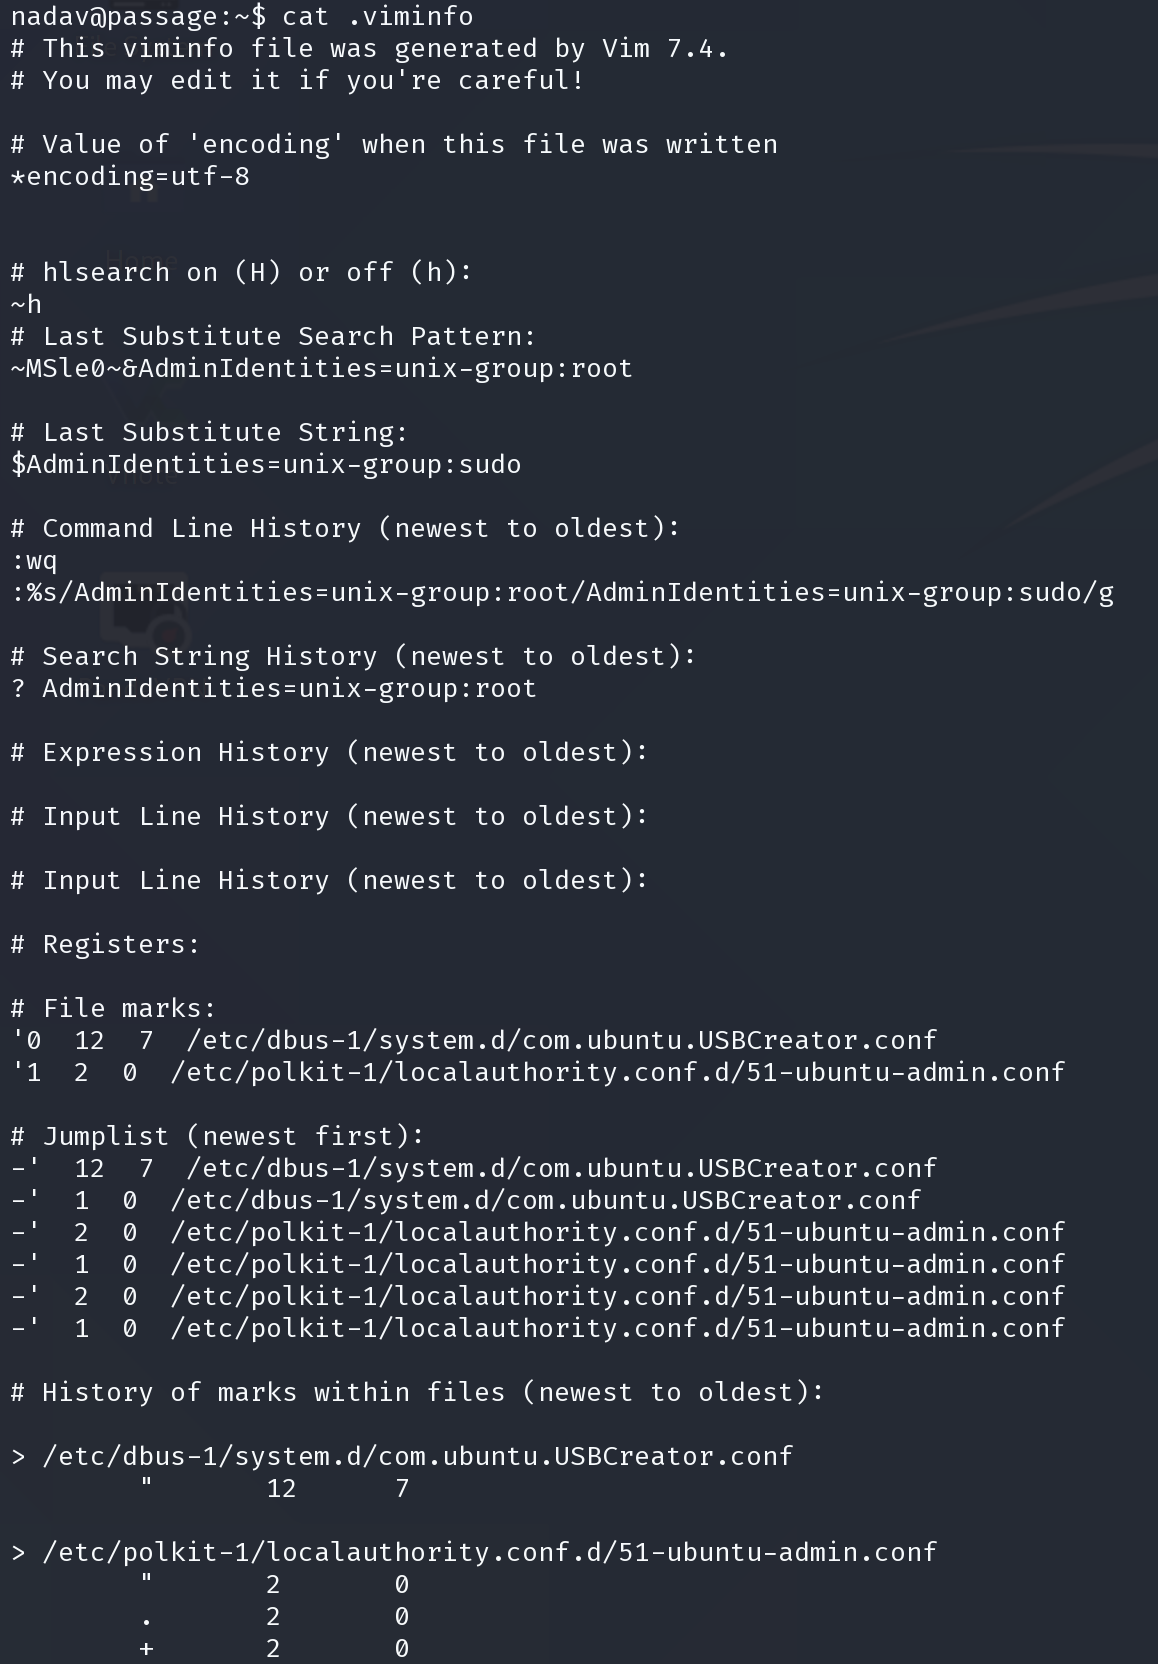 nadav@passage:~$ cat .viminfo
# This viminfo file was generated by Vim 7.4.
# You may edit it if you're careful!
# Value of 'encoding' when this file was written
*encoding=utf-8
# hlsearch on (H) or off (h):
~h
# Last Substitute Search Pattern:
~MSle0~&AdminIdentities=unix-group:root
# Last Substitute String:
$AdminIdentities=unix-group:sudo
# Command Line History (newest to oldest):
:wq
:%s/AdminIdentities=unix-group:root/AdminIdentities=unix-group:sudo/g
# Search String History (newest to oldest):
? AdminIdentities=unix-group:root
# Expression History (newest to oldest):
# Input Line History (newest to oldest):
# Input Line History (newest to oldest):
# Registers:
# File marks:
'0  12  7  /etc/dbus-1/system.d/com.ubuntu.USBCreator.conf
'1  2  0  /etc/polkit-1/localauthority.conf.d/51-ubuntu-admin.conf
# Jumplist (newest first):
-'  12  7  /etc/dbus-1/system.d/com.ubuntu.USBCreator.conf
-'  1  0  /etc/dbus-1/system.d/com.ubuntu.USBCreator.conf
-'  2  0  /etc/polkit-1/localauthority.conf.d/51-ubuntu-admin.conf
-'  1  0  /etc/polkit-1/localauthority.conf.d/51-ubuntu-admin.conf
-'  2  0  /etc/polkit-1/localauthority.conf.d/51-ubuntu-admin.conf
-'  1  0  /etc/polkit-1/localauthority.conf.d/51-ubuntu-admin.conf
# History of marks within files (newest to oldest):
> /etc/dbus-1/system.d/com.ubuntu.USBCreator.conf
	"	12	7
> /etc/polkit-1/localauthority.conf.d/51-ubuntu-admin.conf
	"	2	0
	.	2	0
	+	2	0